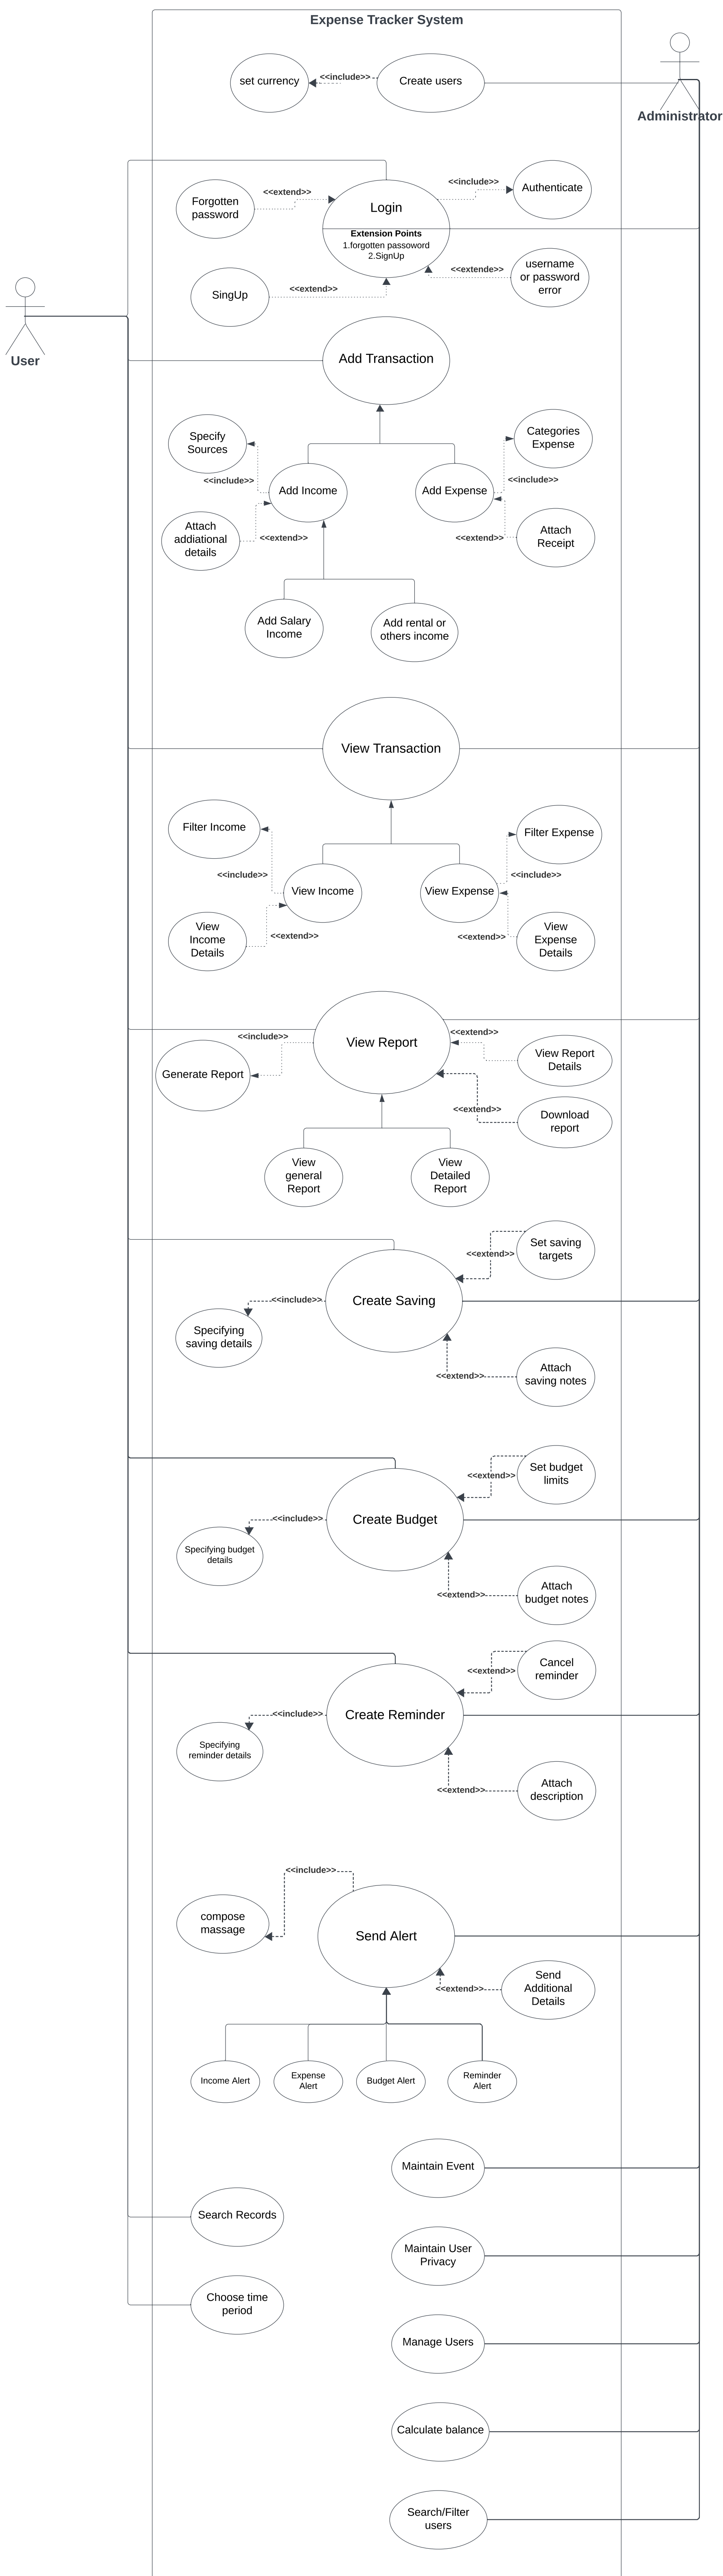 Expense Tracker System
set currency
<<include>>
Create users
Administrator
Forgotten
password
<<extend>>
Login
<<include>>
Authenticate
Extension Points
1.forgotten passoword
2.SignUp
SingUp
<<extend>>
<<extende>>
username
or password
error
User
Add Transaction
Specify
Sources
<<include>>
Add Income
Add Expense
Categories
Expense
<<include>>
Attach
addiational
details
<<extend>>
<<extend>>
Attach
Receipt
Add Salary
Income
Add rental or
others income
View Transaction
Filter Income
Filter Expense
<<include>>
<<include>>
View Income
View Expense
View
Income
Details
<<extend>>
<<extend>>
View
Expense
Details
<<include>>
View Report
<<extend>>
View Report
Details
Generate Report
<<extend>>
Download
report
View
general
Report
View
Detailed
Report
Set saving
targets
<<extend>>
<<include>>
Create Saving
Specifying
saving details
<<extend>>
Attach
saving notes
Set budget
limits
<<extend>>
<<include>>
Create Budget
Specifying budget
details
<<extend>>
Attach
budget notes
Cancel
reminder
<<extend>>
<<include>>
Create Reminder
Specifying
reminder details
<<extend>>
Attach
description
<<include>>
compose
massage
Send Alert
<<extend>>
Send
Additional
Details
Income Alert
Expense
Alert
Budget Alert
Reminder
Alert
Maintain Event
Search Records
Maintain User
Privacy
Choose time
period
Manage Users
Calculate balance
Search/Filter
users